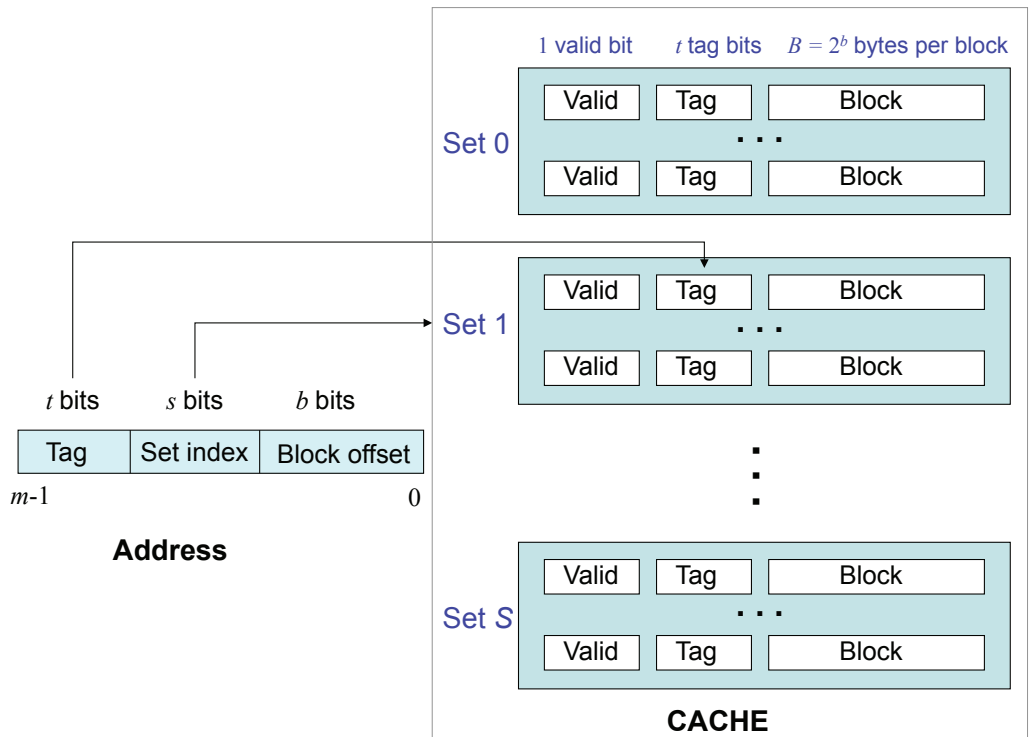 1 valid bit t tag bits B = 2^b bytes per block
Valid Tag Block
Set 0
. . .
Valid Tag Block
Valid Tag Block
Set 1
. . .
Valid Tag Block
t bits s bits b bits
Tag Set index Block offset
m-1 0
Address
Valid Tag Block
Set S
. . .
Valid Tag Block
CACHE